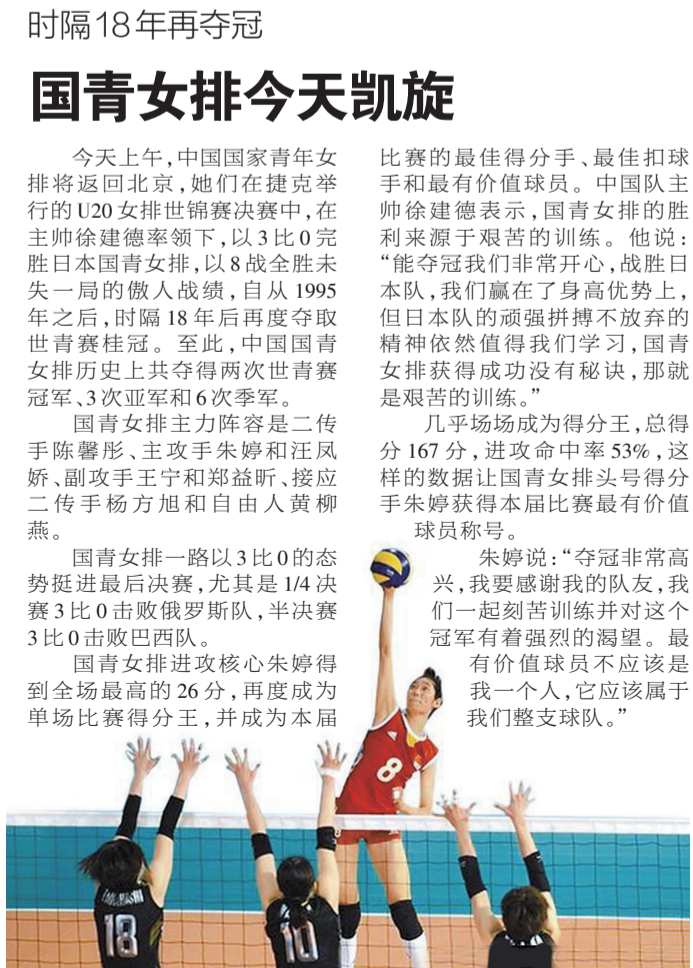 时隔18年再夺冠
国青女排今天凯旋
今天上午,中国国家青年女
排将返回北京,她们在捷克举
行的U20女排世锦赛决赛中,在
主帅徐建德率领下,以3比0完
胜日本国青女排,以8战全胜未
失一局的傲人战绩,自从1995
年之后,时隔18年后再度夺取
世青赛桂冠。至此,中国国青
女排历史上共夺得两次世青赛
冠军、3次亚军和6次季军。
国青女排主力阵容是二传
手陈馨彤、主攻手朱婷和汪凤
娇、副攻手王宁和郑益昕、接应
二传手杨方旭和自由人黄柳
燕。
国青女排一路以3比0的态
势挺进最后决赛,尤其是1/4决
赛3比0击败俄罗斯队,半决赛
3比0击败巴西队。
国青女排进攻核心朱婷得
到全场最高的26分,再度成为
单场比赛得分王,并成为本届
比赛的最佳得分手、最佳扣球
手和最有价值球员。中国队主
帅徐建德表示,国青女排的胜
利来源于艰苦的训练。他说:
“能夺冠我们非常开心,战胜日
本队,我们赢在了身高优势上,
但日本队的顽强拼搏不放弃的
精神依然值得我们学习,国青
女排获得成功没有秘诀,那就
是艰苦的训练。”
几乎场场成为得分王,总得
分167分,进攻命中率53%,这
样的数据让国青女排头号得分
手朱婷获得本届比赛最有价值
球员称号。
朱婷说:“夺冠非常高
兴,我要感谢我的队友,我
们一起刻苦训练并对这个
冠军有着强烈的渴望。最
有价值球员不应该是
我一个人,它应该属于
我们整支球队。”
8
18
10